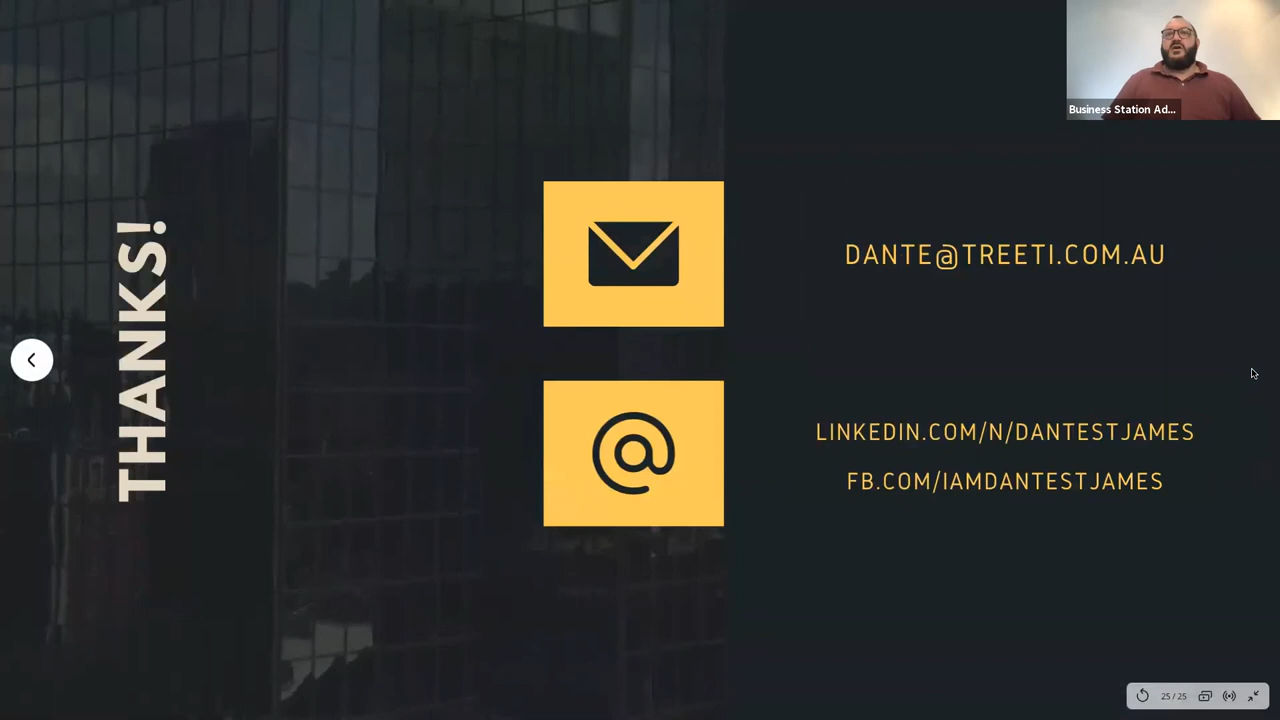 Business Station Ad...
THANKS!
DANTE@TREETI.COM.AU
LINKEDIN.COM/N/DANTESTJAMES
FB.COM/IAMDANTESTJAMES
25 / 25